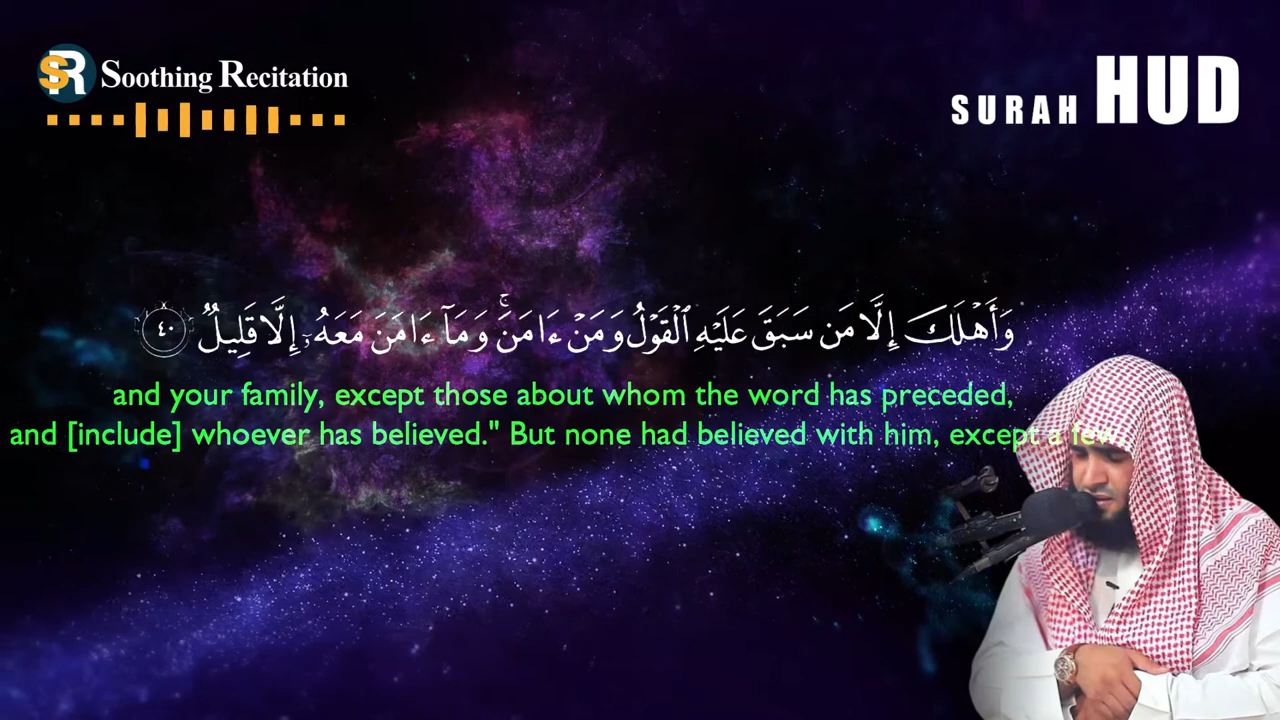 SR Soothing Recitation
SURAH HUD
وَأَهْلَكَ إِلَّا مَن سَبَقَ عَلَيْهِ ٱلْقَوْلُ وَمَنْ ءَامَنَ ۚ وَمَآ ءَامَنَ مَعَهُۥٓ إِلَّا قَلِيلٌ ٤٠
and your family, except those about whom the word has preceded,
and [include] whoever has believed." But none had believed with him, except a few.